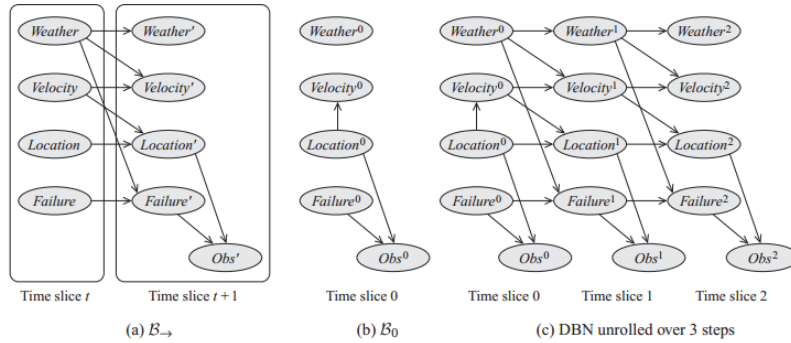 Weather Weather' Weather⁰ Weather⁰ Weather¹ Weather²
Velocity Velocity' Velocity⁰ Velocity⁰ Velocity¹ Velocity²
Location Location' Location⁰ Location⁰ Location¹ Location²
Failure Failure' Failure⁰ Failure⁰ Failure¹ Failure²
Obs' Obs⁰ Obs⁰ Obs¹ Obs²
Time slice t Time slice t+1 Time slice 0 Time slice 0 Time slice 1 Time slice 2
(a) ℬ→ (b) ℬ₀ (c) DBN unrolled over 3 steps